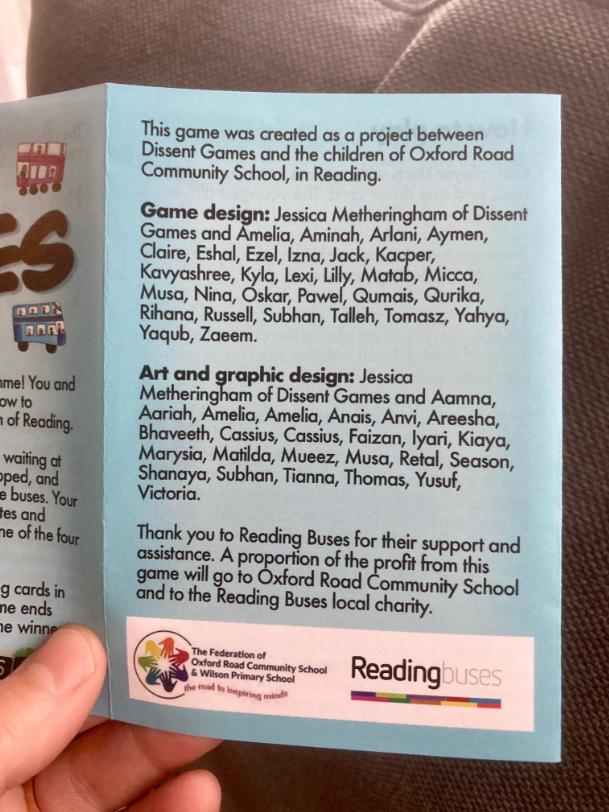 ES
me! You and
ow to
n of Reading.
waiting at
pped, and
e buses. Your
tes and
ne of the four
g cards in
me ends
he winne
This game was created as a project between
Dissent Games and the children of Oxford Road
Community School, in Reading.
Game design: Jessica Metheringham of Dissent
Games and Amelia, Aminah, Arlani, Aymen,
Claire, Eshal, Ezel, Izna, Jack, Kacper,
Kavyashree, Kyla, Lexi, Lilly, Matab, Micca,
Musa, Nina, Oskar, Pawel, Qumais, Qurika,
Rihana, Russell, Subhan, Talleh, Tomasz, Yahya,
Yaqub, Zaeem.
Art and graphic design: Jessica
Metheringham of Dissent Games and Aamna,
Aariah, Amelia, Amelia, Anais, Anvi, Areesha,
Bhaveeth, Cassius, Cassius, Faizan, Iyari, Kiaya,
Marysia, Matilda, Mueez, Musa, Retal, Season,
Shanaya, Subhan, Tianna, Thomas, Yusuf,
Victoria.
Thank you to Reading Buses for their support and
assistance. A proportion of the profit from this
game will go to Oxford Road Community School
and to the Reading Buses local charity.
The Federation of
Oxford Road Community School
& Wilson Primary School
the road to inspiring minds
Readingbuses